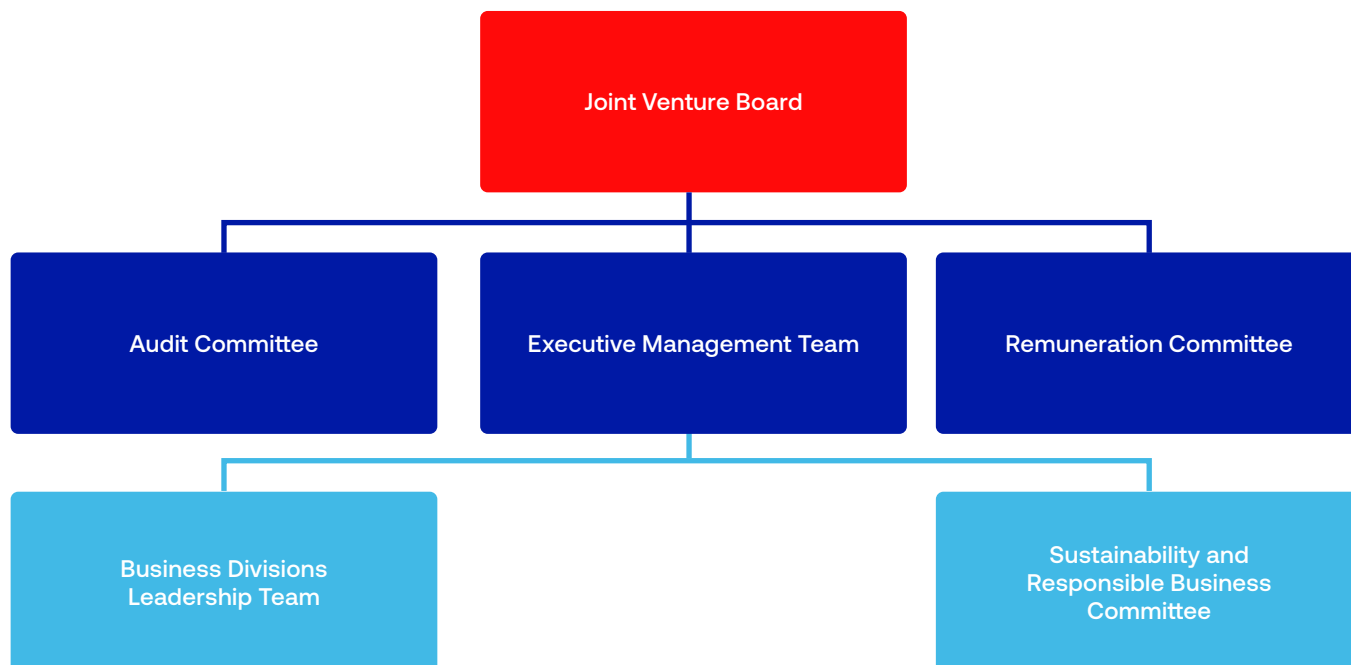 Joint Venture Board
Audit Committee
Executive Management Team
Remuneration Committee
Business Divisions
Leadership Team
Sustainability and
Responsible Business
Committee